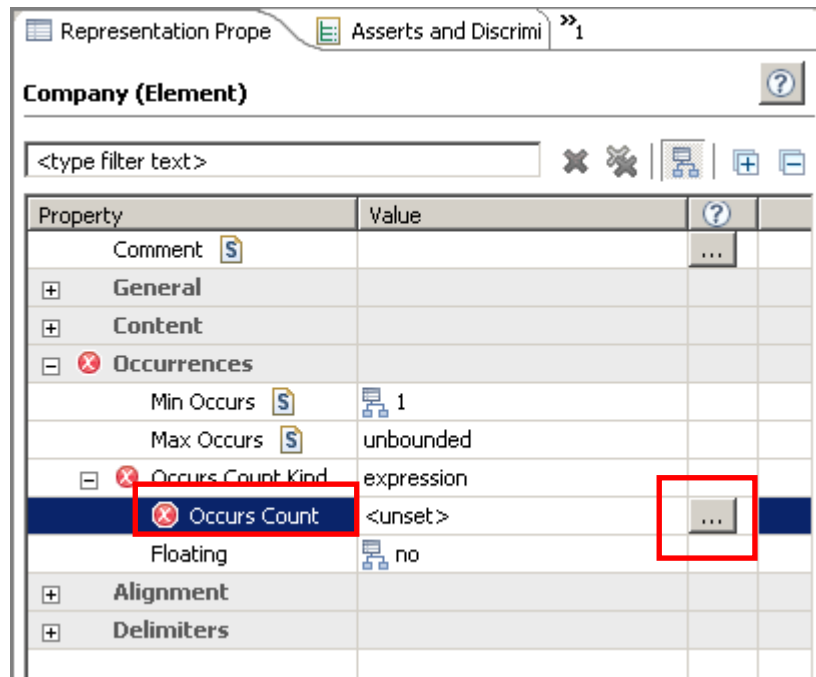 Representation Prope Asserts and Discrimi »1
Company (Element) ?
<type filter text>
Property Value ?
Comment S ...
General
Content
Occurrences
Min Occurs S 1
Max Occurs S unbounded
Occurs Count Kind expression
Occurs Count <unset> ...
Floating no
Alignment
Delimiters